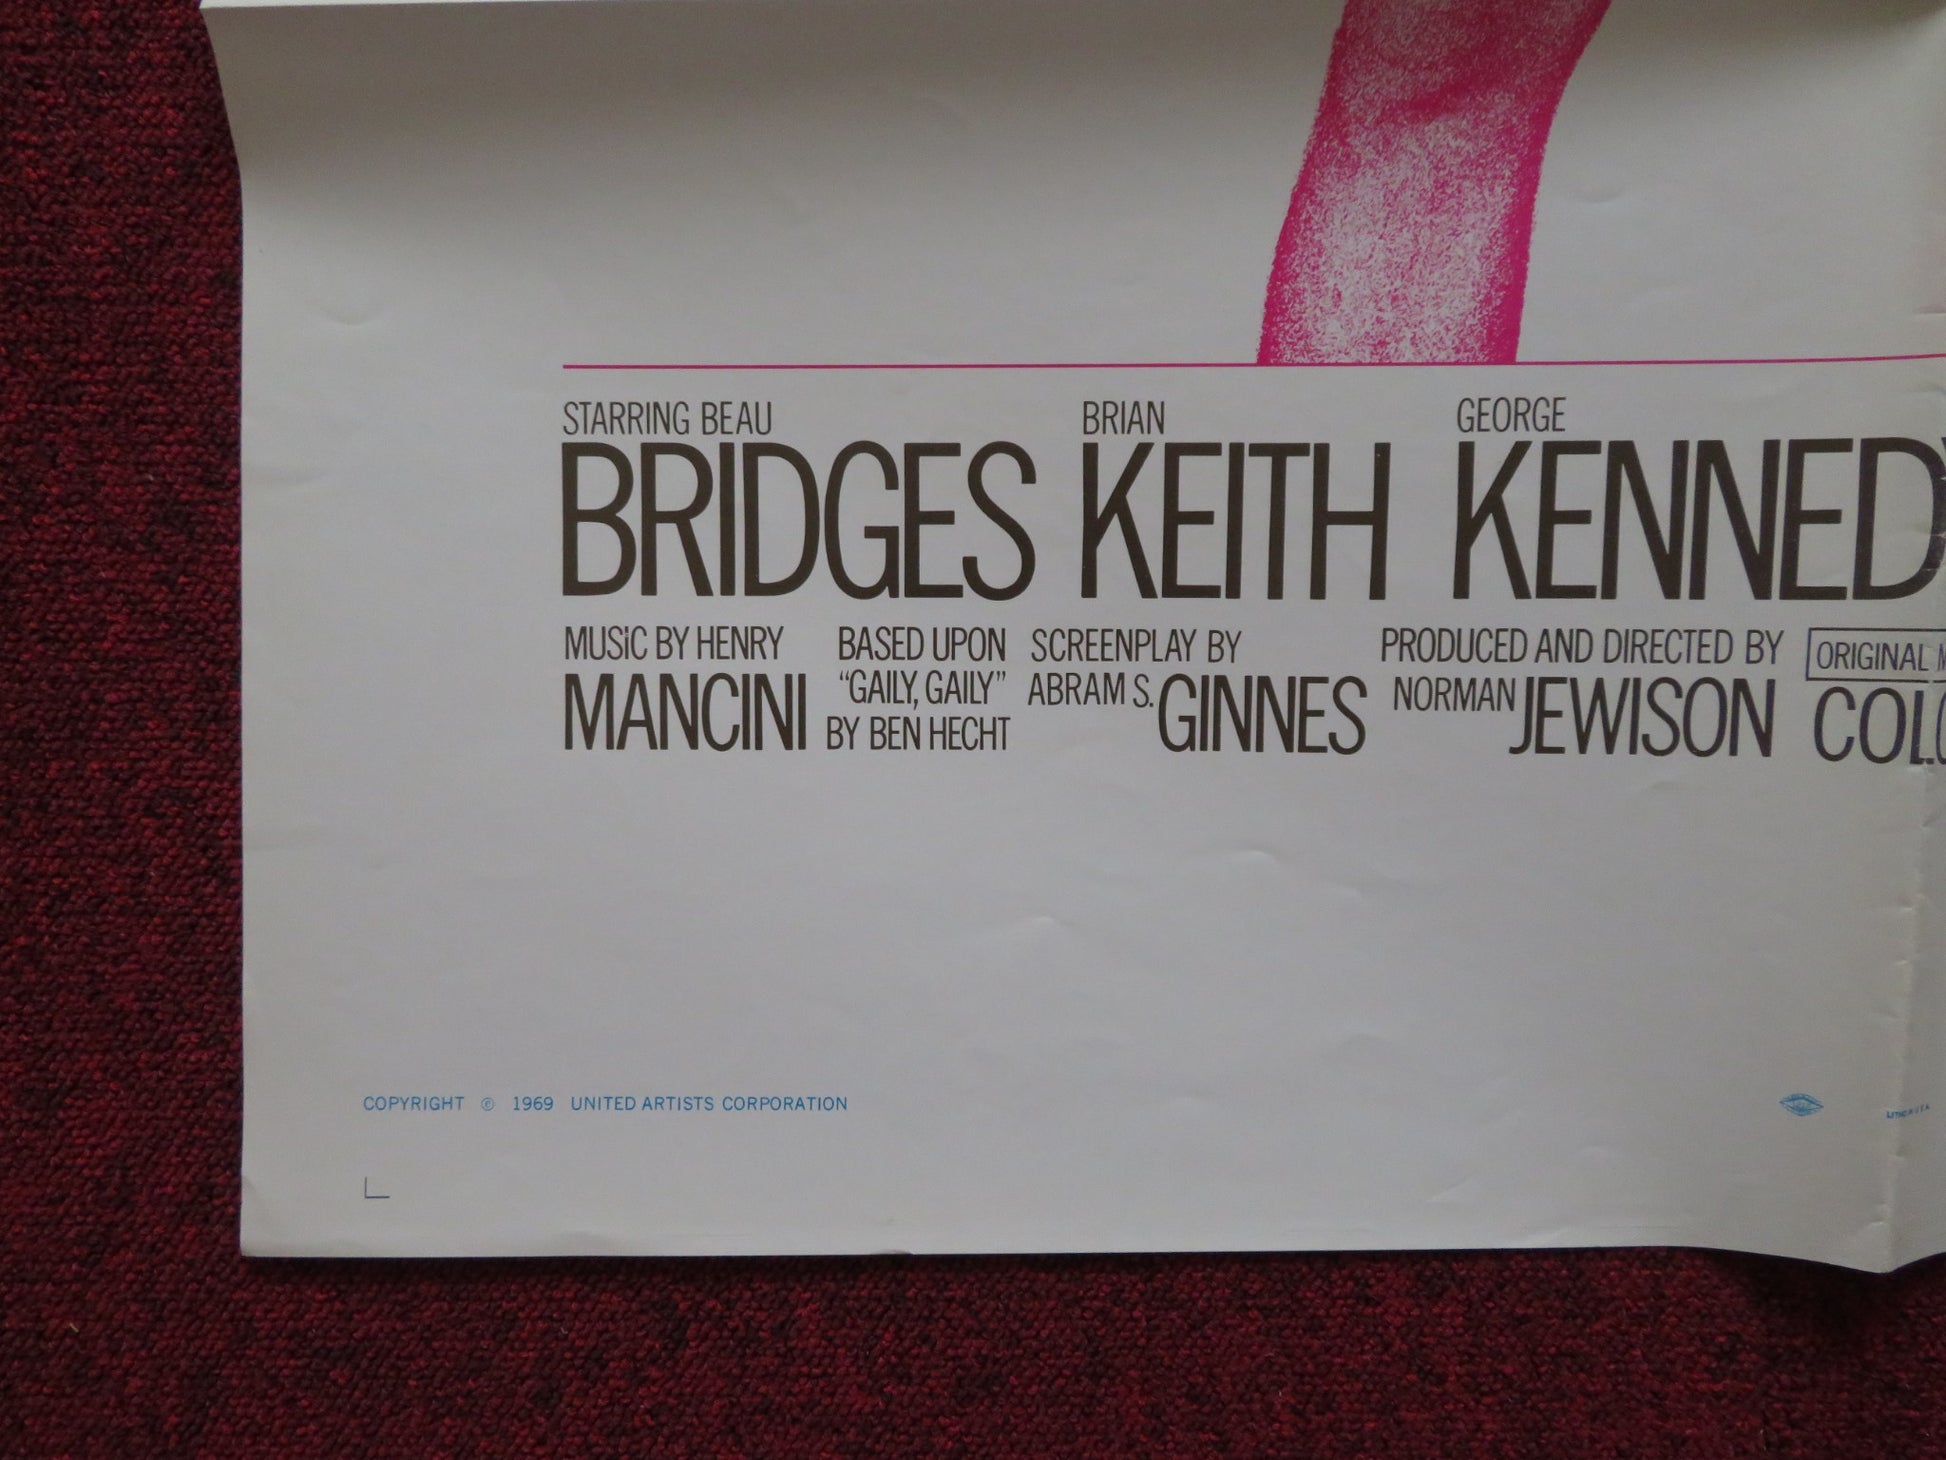 STARRING BEAU BRIAN GEORGE
BRIDGES KEITH KENNEDY
MUSIC BY HENRY BASED UPON SCREENPLAY BY PRODUCED AND DIRECTED BY ORIGINAL
MANCINI "GAILY, GAILY" ABRAM S. GINNES NORMAN JEWISON
BY BEN HECHT
COPYRIGHT © 1969 UNITED ARTISTS CORPORATION